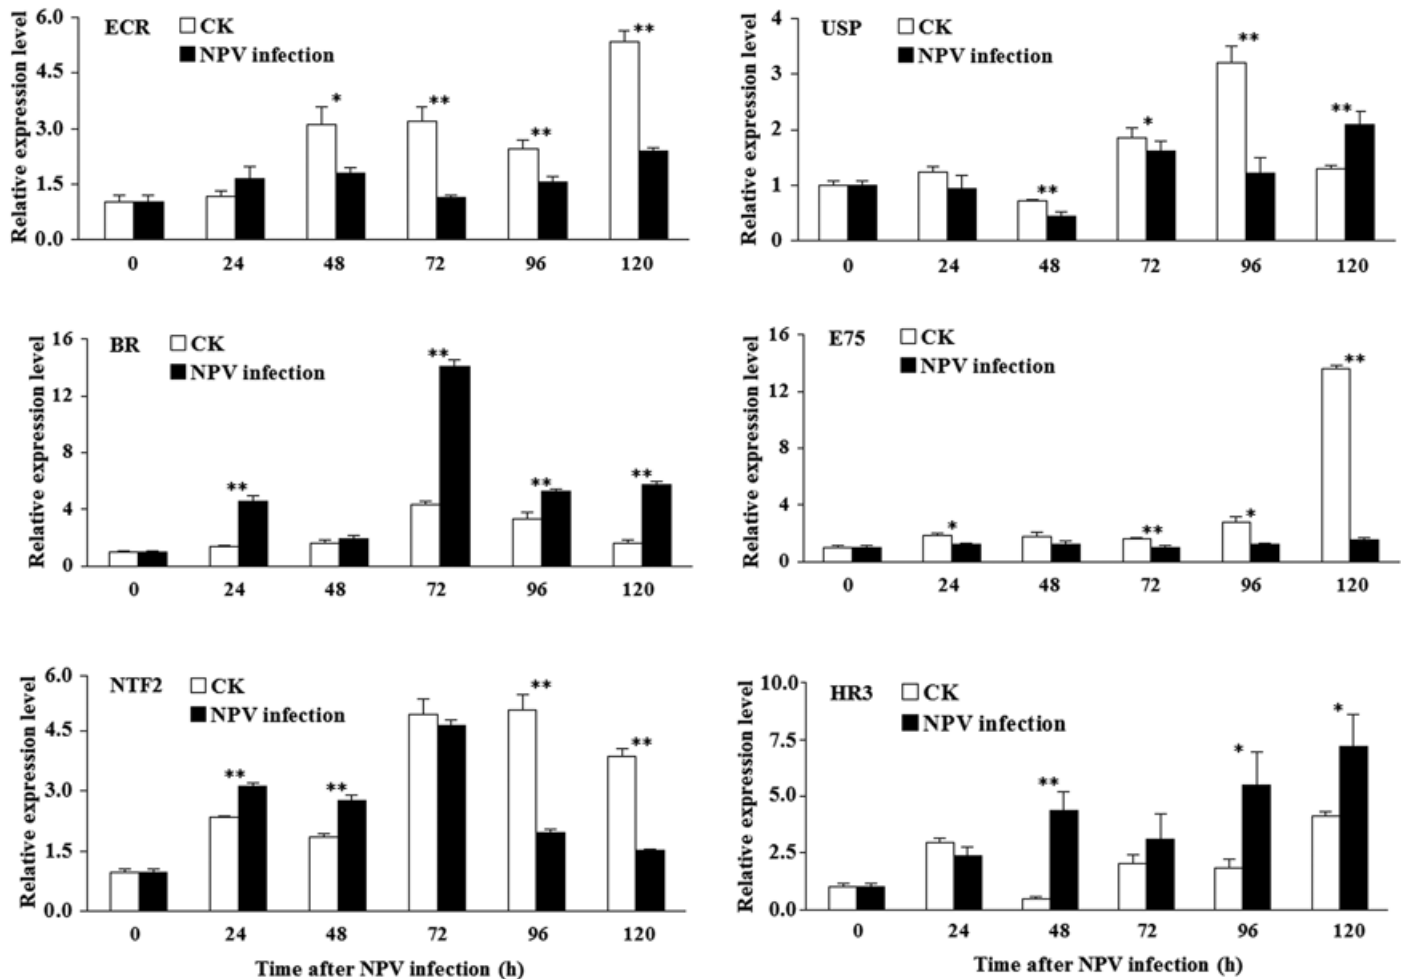 ECR
CK
NPV infection
Relative expression level
6.0
4.5
3.0
1.5
0.0
* ** ** **
0 24 48 72 96 120
USP
CK
NPV infection
Relative expression level
4
3
2
1
0
** * ** **
0 24 48 72 96 120
BR
CK
NPV infection
Relative expression level
16
12
8
4
0
** ** ** **
0 24 48 72 96 120
E75
CK
NPV infection
Relative expression level
16
12
8
4
0
* ** * **
0 24 48 72 96 120
NTF2
CK
NPV infection
Relative expression level
6.0
4.5
3.0
1.5
0.0
** ** ** **
0 24 48 72 96 120
Time after NPV infection (h)
HR3
CK
NPV infection
Relative expression level
10.0
7.5
5.0
2.5
0.0
** * *
0 24 48 72 96 120
Time after NPV infection (h)